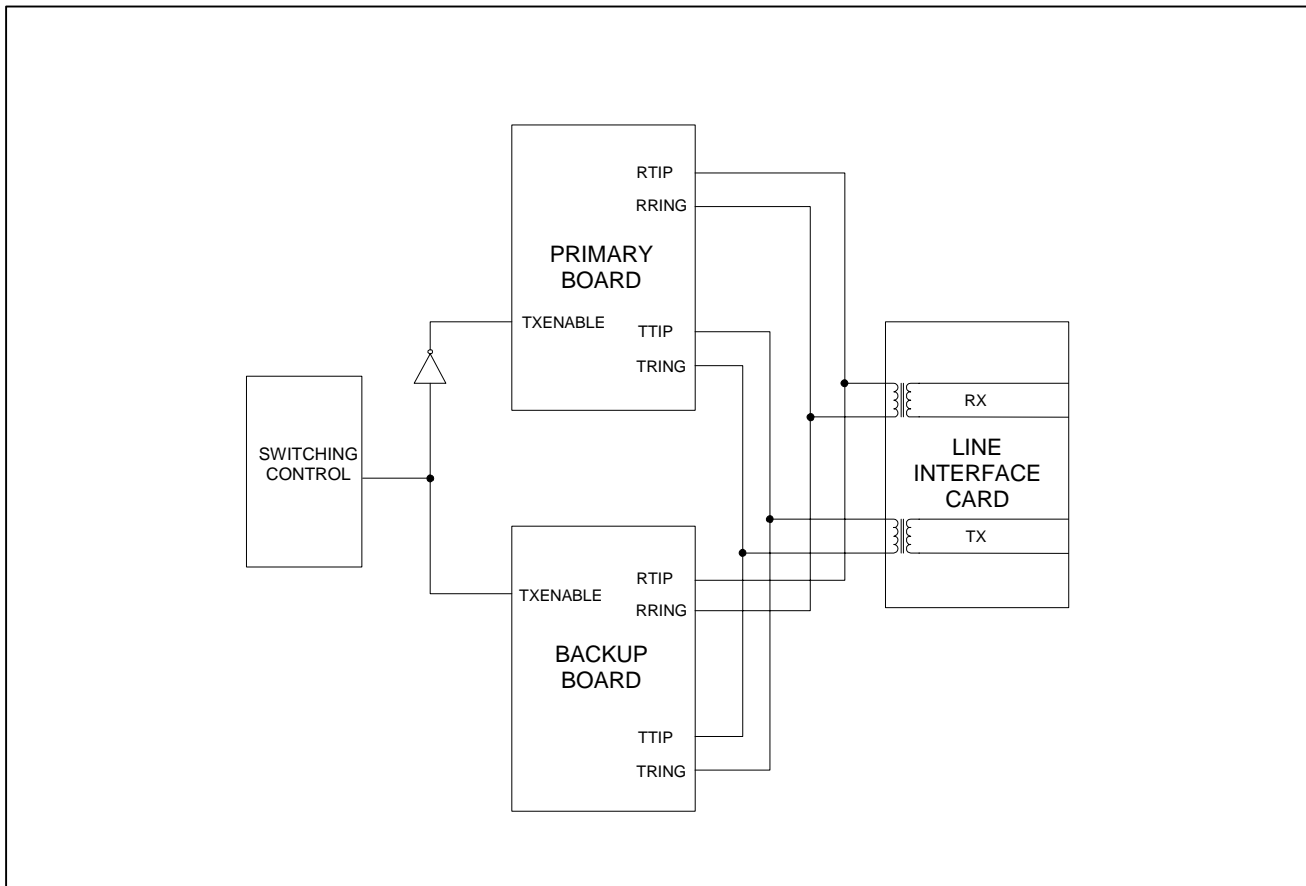 RTIP
RRING
PRIMARY
BOARD
TXENABLE
TTIP
TRING
SWITCHING
CONTROL
RX
LINE
INTERFACE
CARD
TX
RTIP
TXENABLE
RRING
BACKUP
BOARD
TTIP
TRING